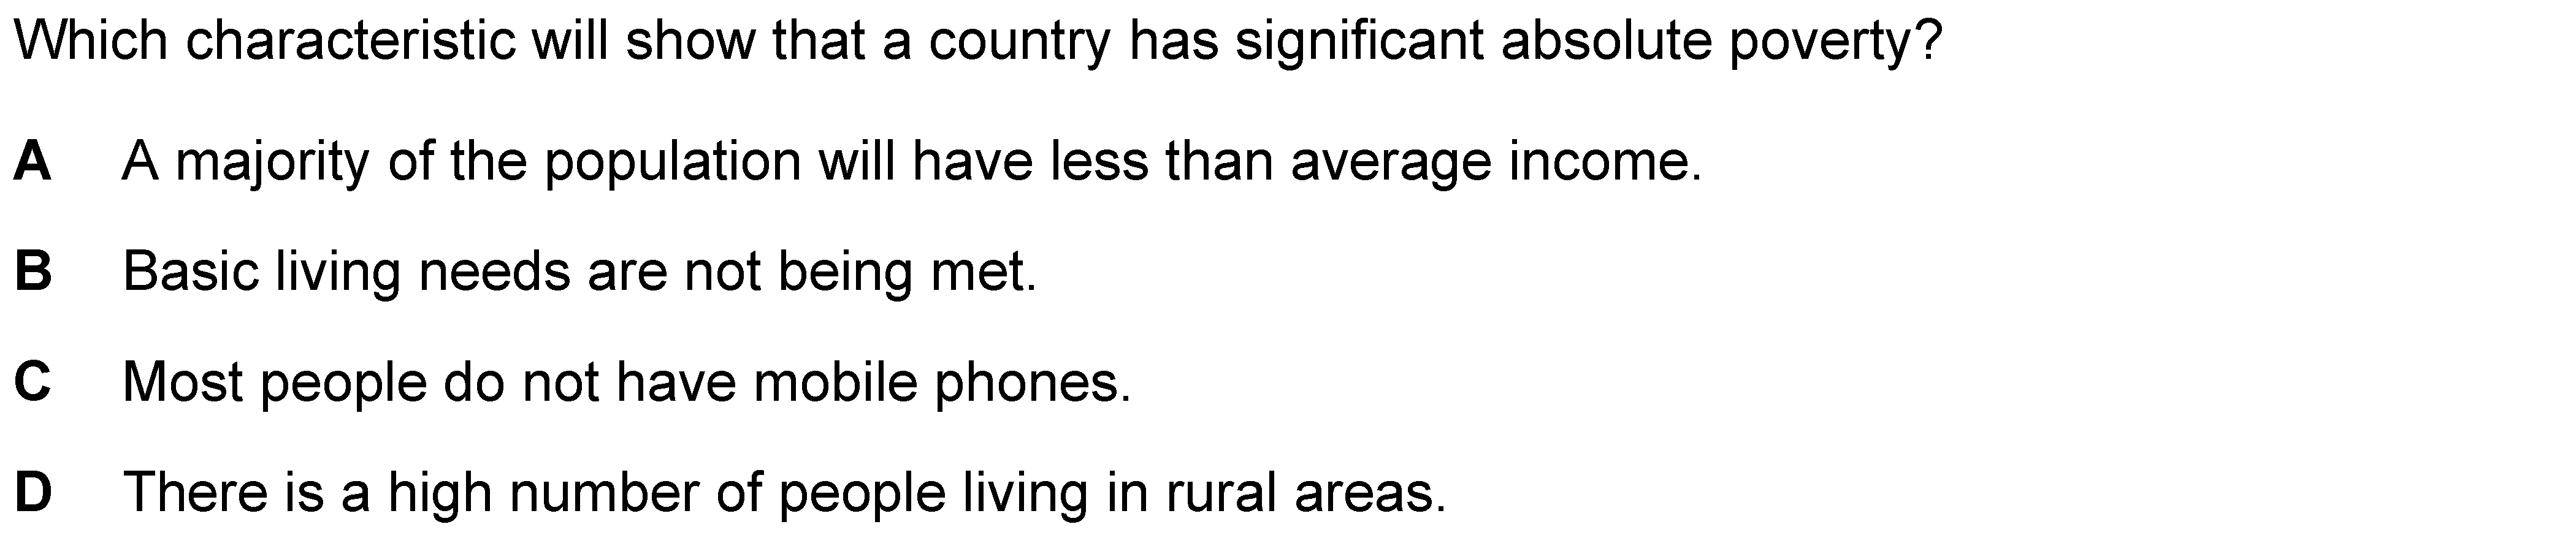 Which characteristic will show that a country has significant absolute poverty?
A A majority of the population will have less than average income.
B Basic living needs are not being met.
C Most people do not have mobile phones.
D There is a high number of people living in rural areas.